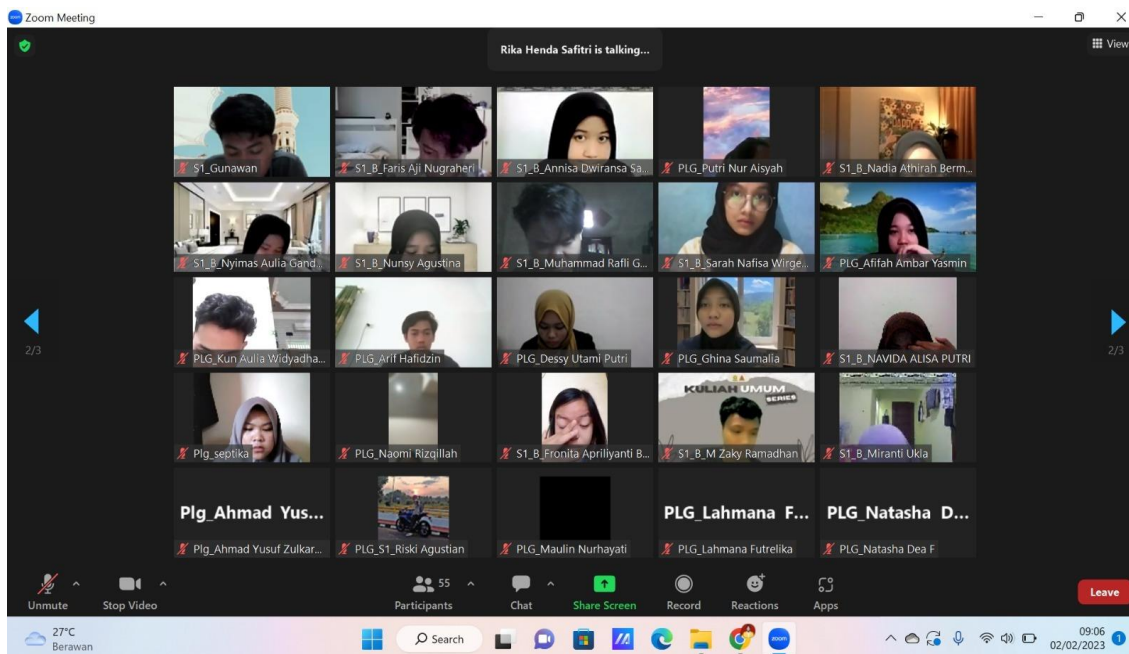 Zoom Meeting
Rika Henda Safitri is talking...
View
S1_Gunawan
S1_B_Faris Aji Nugraheri
S1_B_Annisa Dwiransa Sa...
PLG_Putri Nur Aisyah
S1_B_Nadia Athirah Berm...
S1_B_Nyimas Aulia Gand...
S1_B_Nunsy Agustina
S1_B_Muhammad Rafli G...
S1_B_Sarah Nafisa Wirge...
PLG_Afifah Ambar Yasmin
2/3
PLG_Kun Aulia Widyadha...
PLG_Arif Hafidzin
PLG_Dessy Utami Putri
PLG_Ghina Saumalia
S1_B_NAVIDA ALISA PUTRI
2/3
KULIAH UMUM
SERIES
Plg_septika
PLG_Naomi Rizqillah
S1_B_Fronita Apriliyanti B...
S1_B_M Zaky Ramadhan
S1_B_Miranti Ukla
Plg_Ahmad Yus...
PLG_Lahmana F...
PLG_Natasha D...
Plg_Ahmad Yusuf Zulkar...
PLG_S1_Riski Agustian
PLG_Maulin Nurhayati
PLG_Lahmana Futrelika
PLG_Natasha Dea F
55
Unmute
Stop Video
Participants
Chat
Share Screen
Record
Reactions
Apps
Leave
27°C
Berawan
Search
zoom
09:06
02/02/2023
1